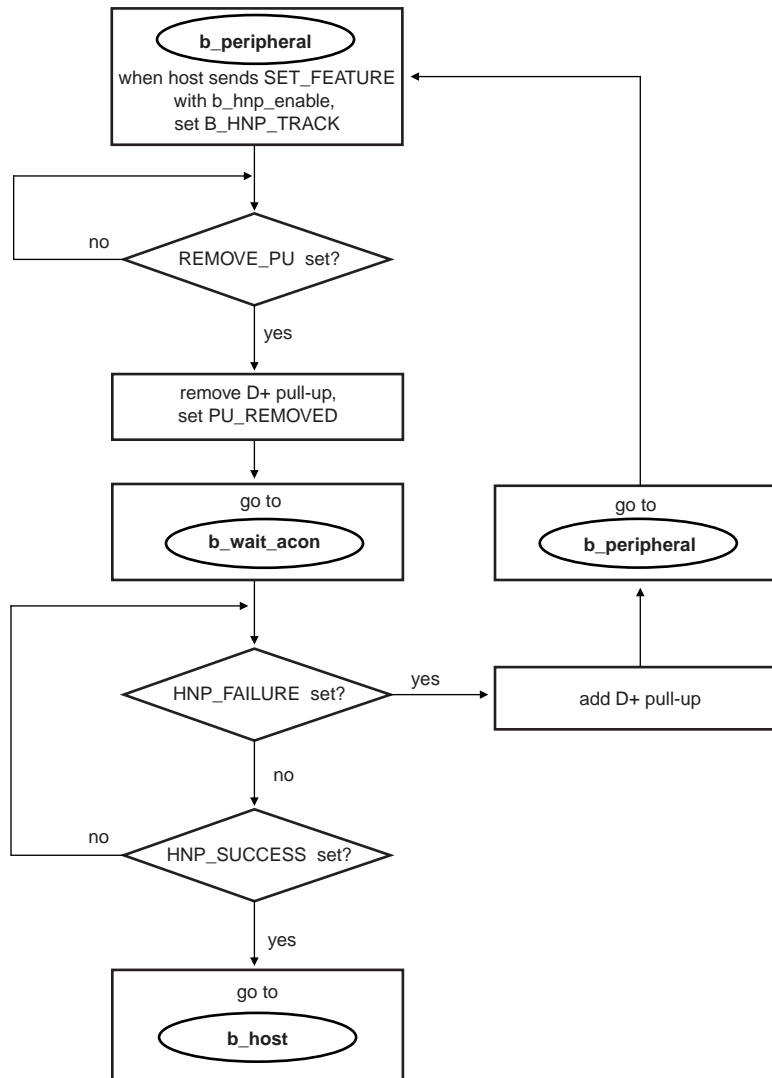 b_peripheral
when host sends SET_FEATURE
with b_hnp_enable,
set B_HNP_TRACK
no
REMOVE_PU set?
yes
remove D+ pull-up,
set PU_REMOVED
go to
b_wait_acon
go to
b_peripheral
HNP_FAILURE set?
yes
add D+ pull-up
no
no
HNP_SUCCESS set?
yes
go to
b_host